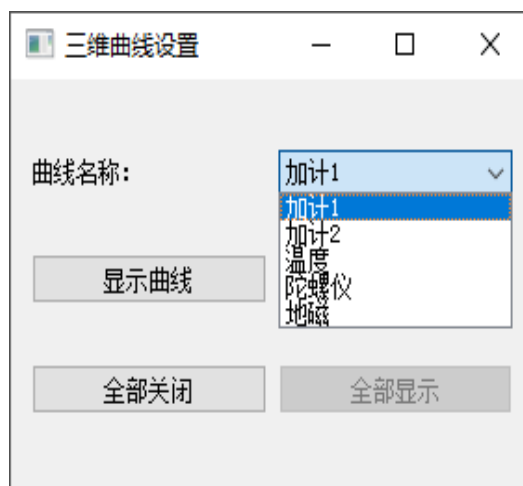 三维曲线设置
曲线名称:
加计1
加计1
加计2
温度
陀螺仪
地磁
显示曲线
全部关闭
全部显示